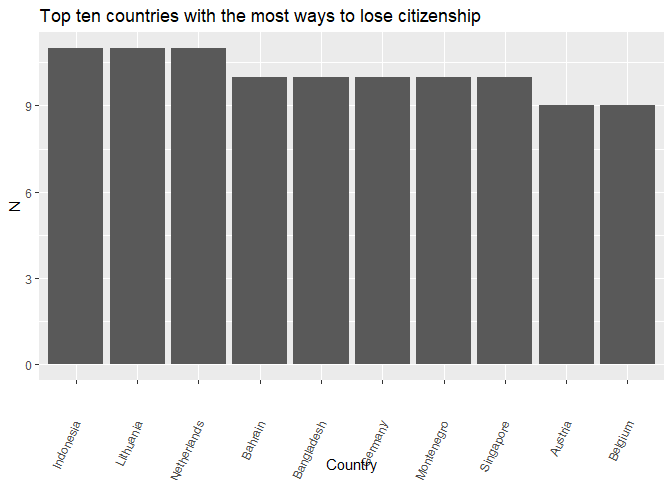 Top ten countries with the most ways to lose citizenship
N
9
6
3
0
Indonesia
Lithuania
Netherlands
Bahrain
Bangladesh
Germany
Montenegro
Singapore
Austria
Belgium
Country